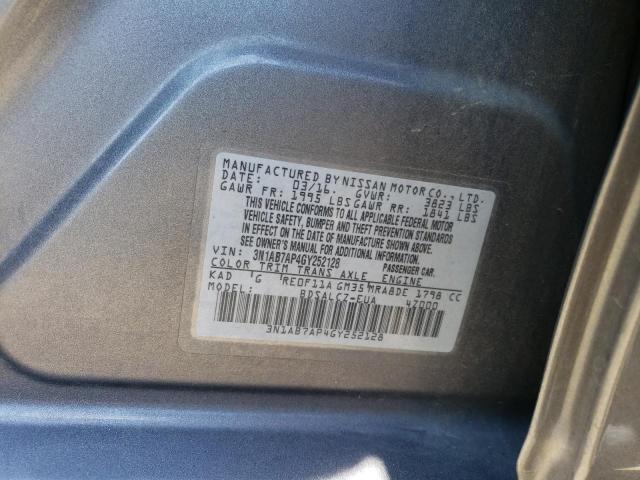 MANUFACTURED BY NISSAN MOTOR CO., LTD.
DATE: 03/16. GVWR: 3823 LBS
GAWR FR: 1995 LBS GAWR RR: 1841 LBS
THIS VEHICLE CONFORMS TO ALL APPLICABLE FEDERAL MOTOR
VEHICLE SAFETY, BUMPER AND THEFT PREVENTION STANDARDS
IN EFFECT ON THE DATE OF MANUFACTURE SHOWN ABOVE.
SEE OWNER'S MANUAL FOR ADDITIONAL INFORMATION.
VIN: 3N1AB7AP4GY252128 PASSENGER CAR.
COLOR TRIM TRANS AXLE ENGINE
KAD G RE0F11A GM35 MRA8DE 1798 CC
MODEL: BDSALCZ-EUA 4Z000
3N1AB7AP4GY252128